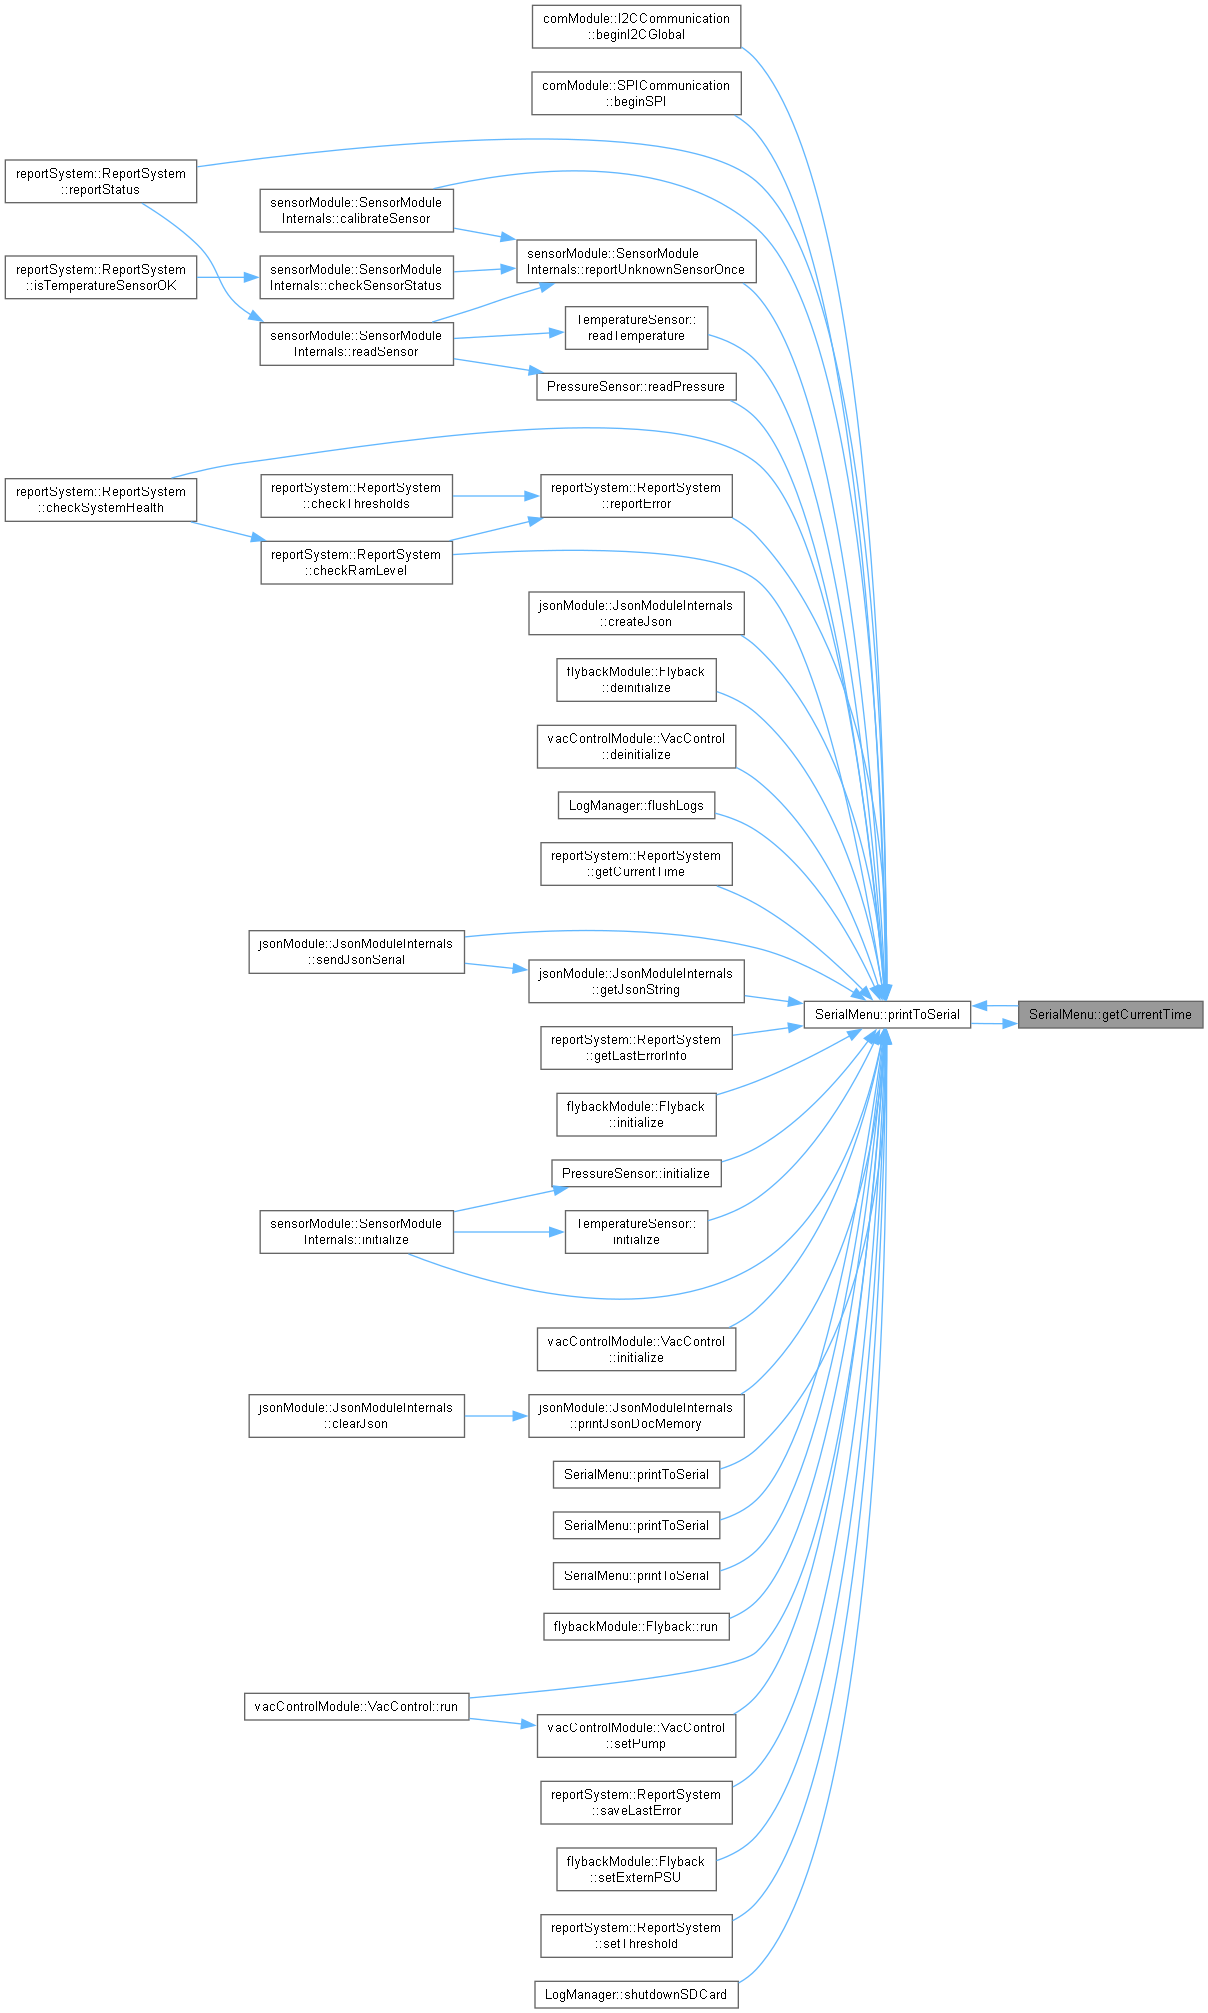 comModule::I2CCommunication
::beginI2CGlobal
comModule::SPICommunication
::beginSPI
reportSystem::ReportSystem
::reportStatus
sensorModule::SensorModule
Internals::calibrateSensor
sensorModule::SensorModule
Internals::reportUnknownSensorOnce
reportSystem::ReportSystem
::isTemperatureSensorOK
sensorModule::SensorModule
Internals::checkSensorStatus
sensorModule::SensorModule
Internals::readSensor
TemperatureSensor::
readTemperature
PressureSensor::readPressure
reportSystem::ReportSystem
::checkSystemHealth
reportSystem::ReportSystem
::checkThresholds
reportSystem::ReportSystem
::reportError
reportSystem::ReportSystem
::checkRamLevel
jsonModule::JsonModuleInternals
::createJson
flybackModule::Flyback
::deinitialize
vacControlModule::VacControl
::deinitialize
LogManager::flushLogs
reportSystem::ReportSystem
::getCurrentTime
jsonModule::JsonModuleInternals
::sendJsonSerial
jsonModule::JsonModuleInternals
::getJsonString
SerialMenu::printToSerial
SerialMenu::getCurrentTime
reportSystem::ReportSystem
::getLastErrorInfo
flybackModule::Flyback
::initialize
PressureSensor::initialize
sensorModule::SensorModule
Internals::initialize
TemperatureSensor::
initialize
vacControlModule::VacControl
::initialize
jsonModule::JsonModuleInternals
::clearJson
jsonModule::JsonModuleInternals
::printJsonDocMemory
SerialMenu::printToSerial
SerialMenu::printToSerial
SerialMenu::printToSerial
flybackModule::Flyback::run
vacControlModule::VacControl::run
vacControlModule::VacControl
::setPump
reportSystem::ReportSystem
::saveLastError
flybackModule::Flyback
::setExternPSU
reportSystem::ReportSystem
::setThreshold
LogManager::shutdownSDCard